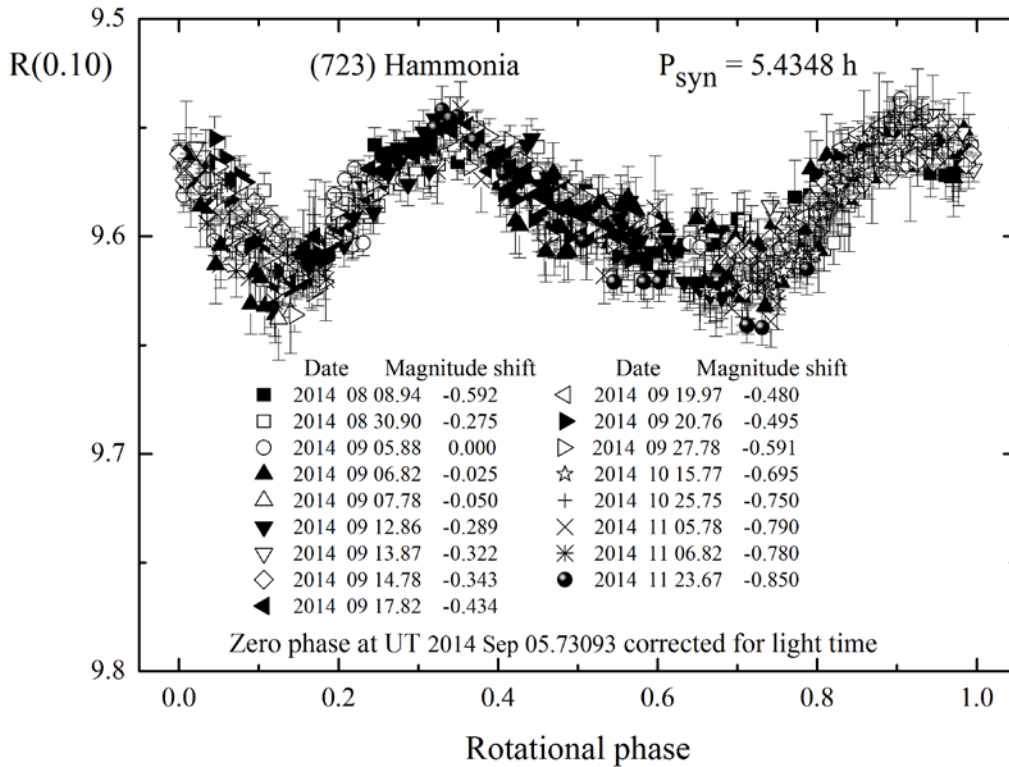 9.5
R(0.10) (723) Hammonia P_syn = 5.4348 h
9.6
Date Magnitude shift Date Magnitude shift
2014 08 08.94 -0.592 2014 09 19.97 -0.480
2014 08 30.90 -0.275 2014 09 20.76 -0.495
2014 09 05.88 0.000 2014 09 27.78 -0.591
2014 09 06.82 -0.025 2014 10 15.77 -0.695
9.7
2014 09 07.78 -0.050 2014 10 25.75 -0.750
2014 09 12.86 -0.289 2014 11 05.78 -0.790
2014 09 13.87 -0.322 2014 11 06.82 -0.780
2014 09 14.78 -0.343 2014 11 23.67 -0.850
2014 09 17.82 -0.434
Zero phase at UT 2014 Sep 05.73093 corrected for light time
9.8
0.0 0.2 0.4 0.6 0.8 1.0
Rotational phase